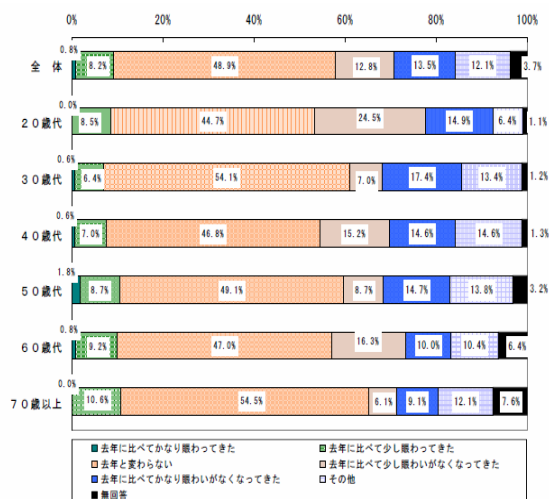 0% 20% 40% 60% 80% 100%
0.8%
全 体 8.2% 48.9% 12.8% 13.5% 12.1% 3.7%
0.0%
20歳代 8.5% 44.7% 24.5% 14.9% 6.4% 1.1%
0.6%
30歳代 6.4% 54.1% 7.0% 17.4% 13.4% 1.2%
0.6%
40歳代 7.0% 46.8% 15.2% 14.6% 14.6% 1.3%
1.8%
50歳代 8.7% 49.1% 8.7% 14.7% 13.8% 3.2%
0.8%
60歳代 9.2% 47.0% 16.3% 10.0% 10.4% 6.4%
0.0%
70歳以上 10.6% 54.5% 6.1% 9.1% 12.1% 7.6%
去年に比べてかなり賑わってきた 去年に比べて少し賑わってきた
去年と変わらない 去年に比べて少し賑わいがなくなってきた
去年に比べてかなり賑わいがなくなってきた その他
無回答